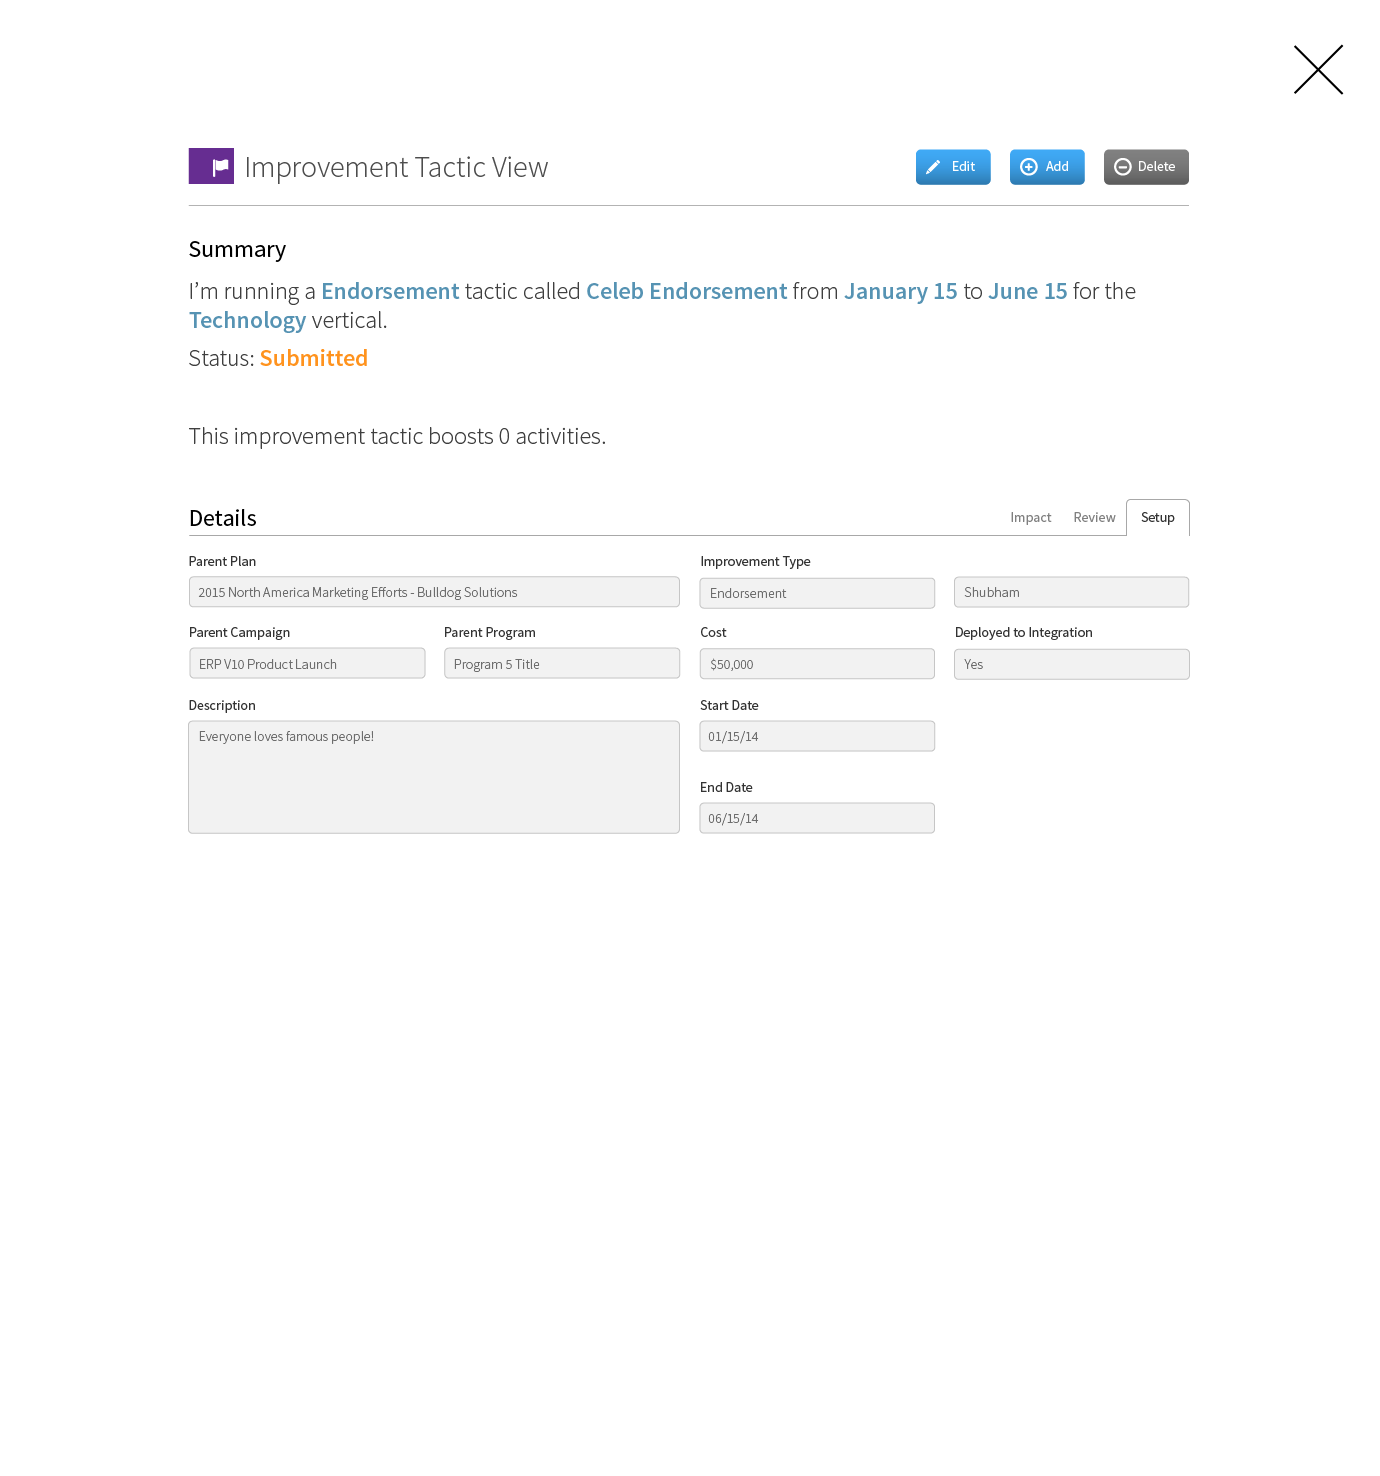 Improvement Tactic View
Edit
Add
Delete
Summary
I’m running a Endorsement tactic called Celeb Endorsement from January 15 to June 15 for the
Technology vertical.
Status: Submitted
This improvement tactic boosts 0 activities.
Details
Impact
Review
Setup
Parent Plan
2015 North America Marketing Efforts - Bulldog Solutions
Improvement Type
Endorsement
Shubham
Parent Campaign
ERP V10 Product Launch
Parent Program
Program 5 Title
Cost
$50,000
Deployed to Integration
Yes
Description
Everyone loves famous people!
Start Date
01/15/14
End Date
06/15/14